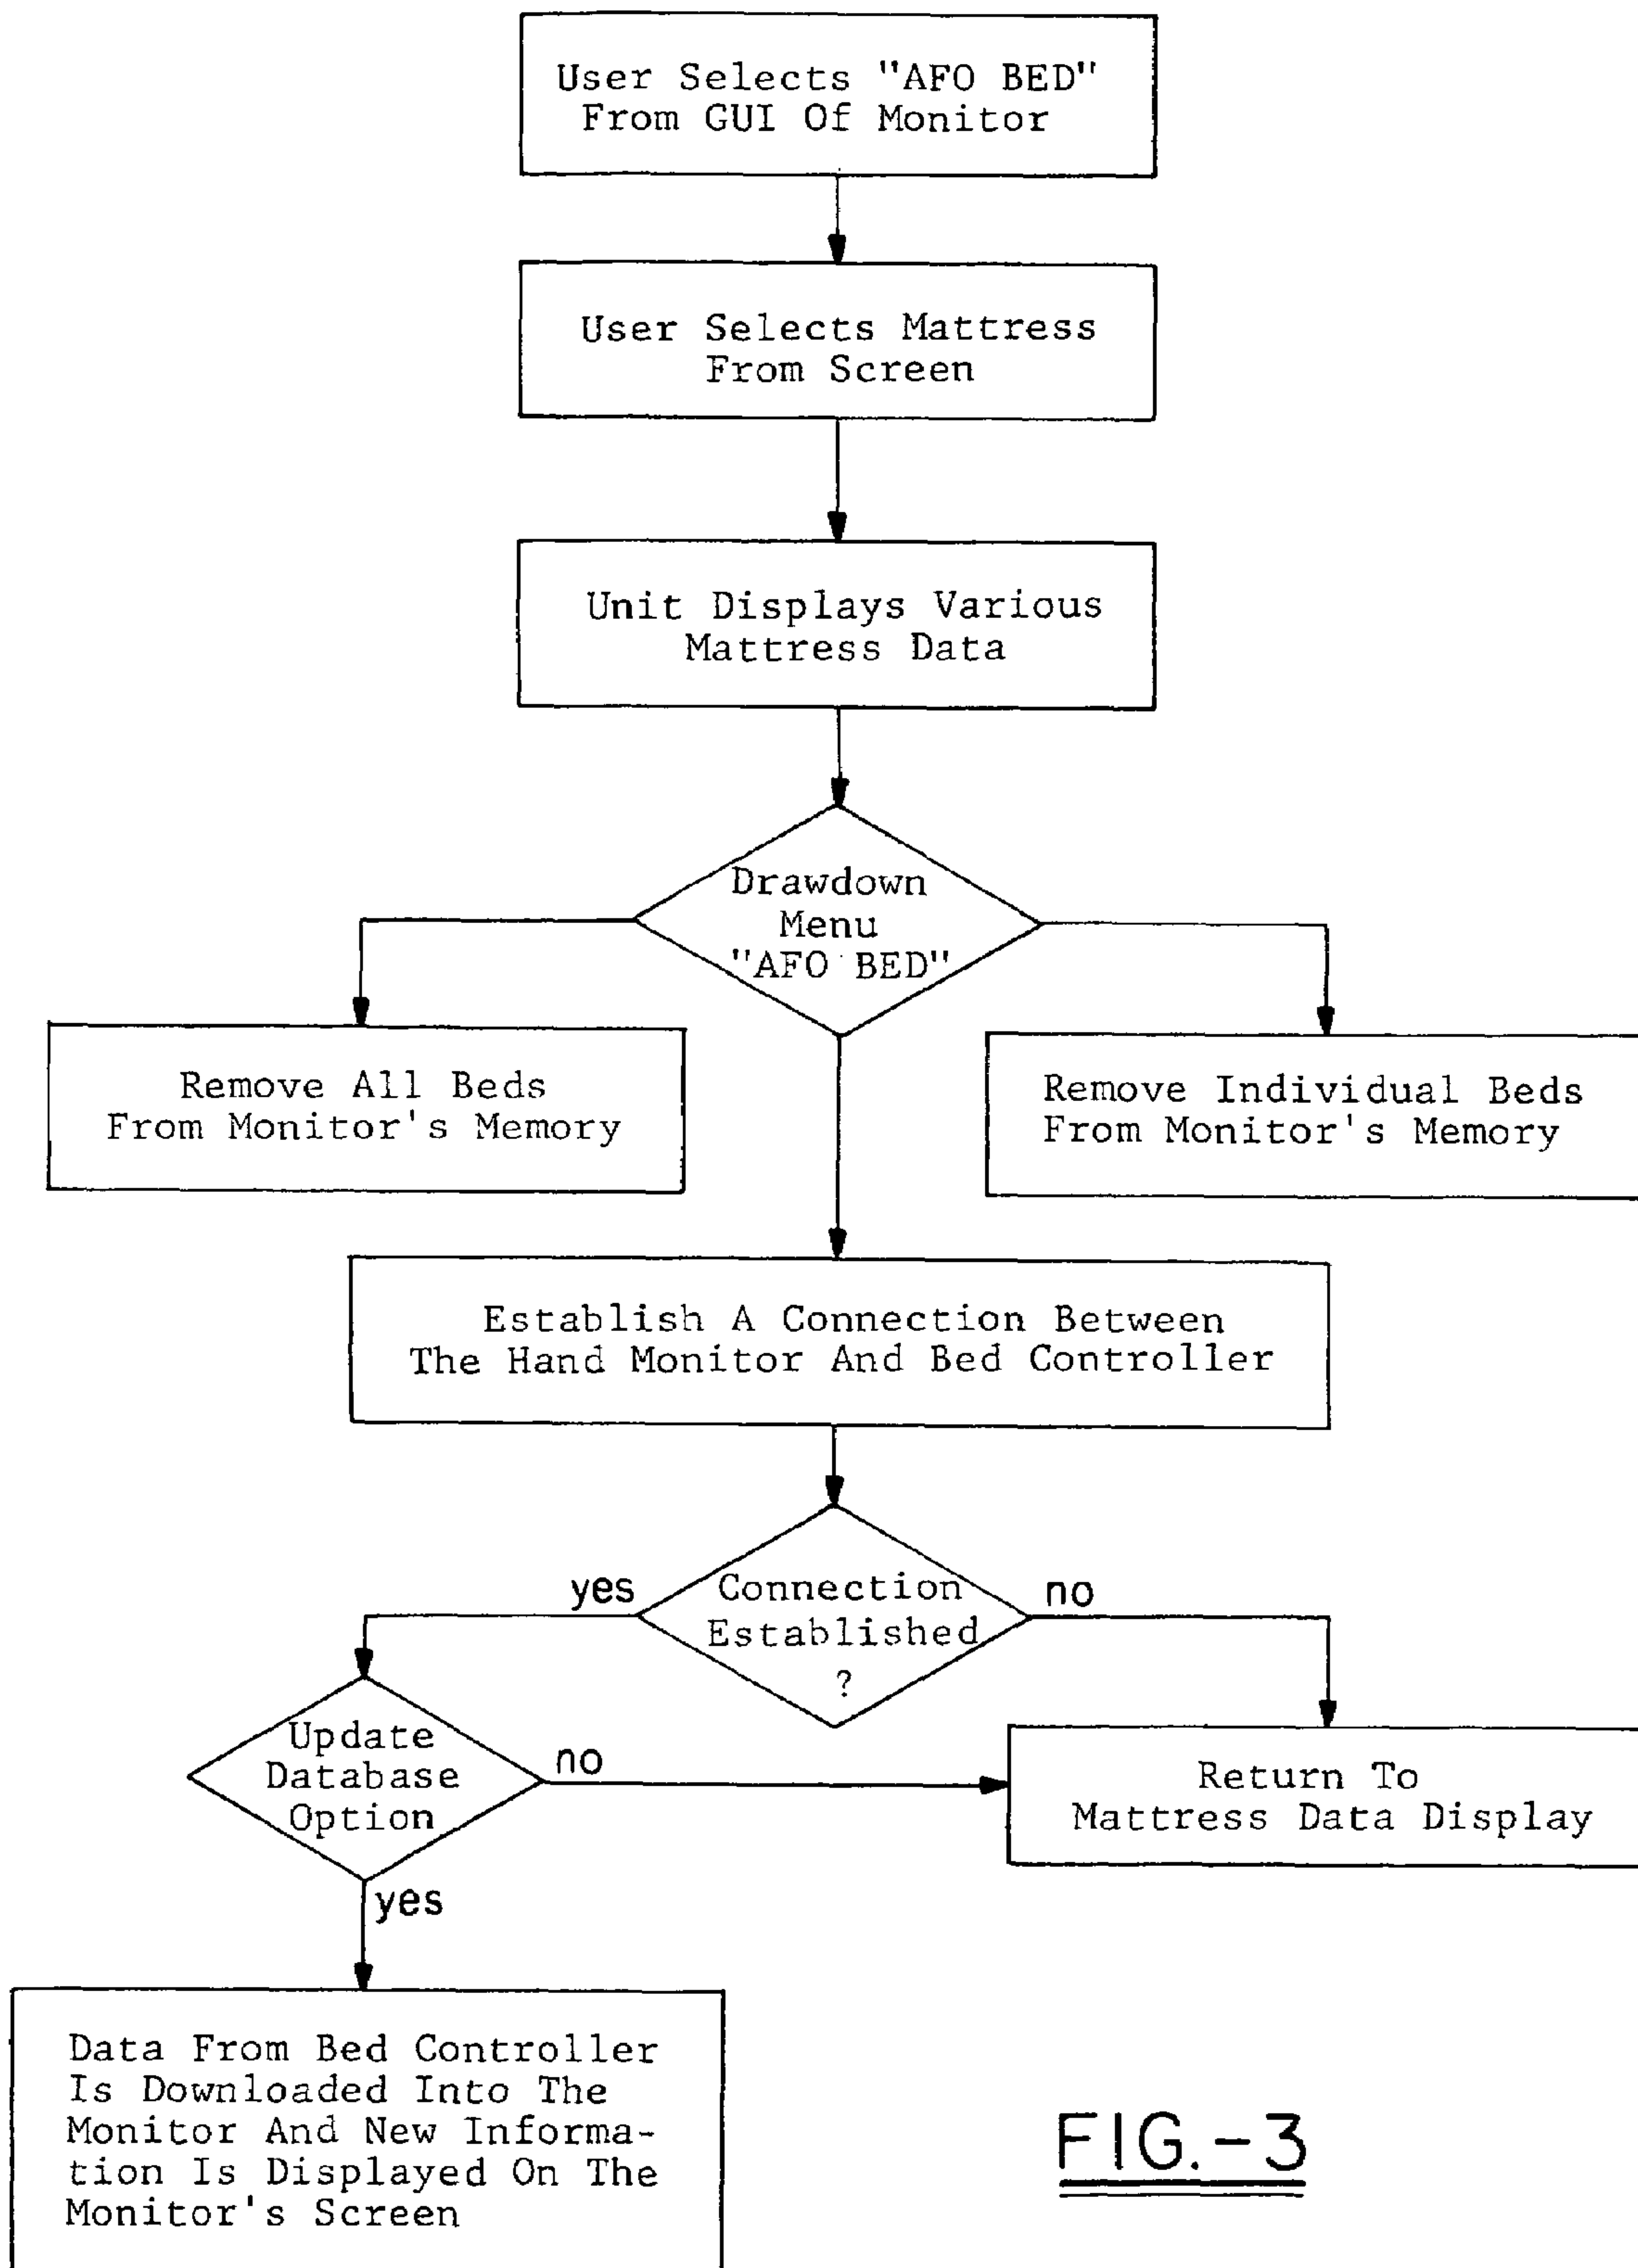 User Selects "AFO BED"
From GUI Of Monitor
User Selects Mattress
From Screen
Unit Displays Various
Mattress Data
Drawdown
Menu
"AFO BED"
Remove All Beds
From Monitor's Memory
Remove Individual Beds
From Monitor's Memory
Establish A Connection Between
The Hand Monitor And Bed Controller
Connection
Established
?
yes
no
Update
Database
Option
no
yes
Return To
Mattress Data Display
Data From Bed Controller
Is Downloaded Into The
Monitor And New Informa-
tion Is Displayed On The
Monitor's Screen
FIG.-3